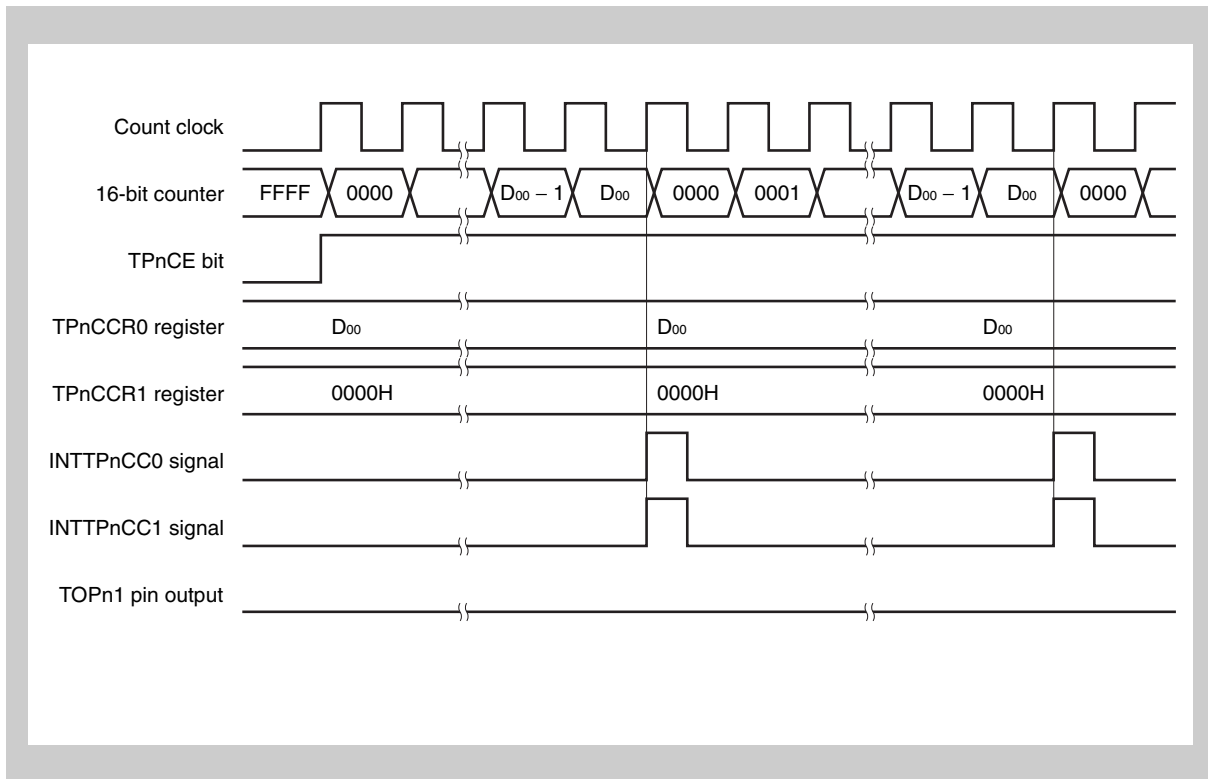 Count clock
16-bit counter FFFF 0000 D00 − 1 D00 0000 0001 D00 − 1 D00 0000
TPnCE bit
TPnCCR0 register D00 D00 D00
TPnCCR1 register 0000H 0000H 0000H
INTTPnCC0 signal
INTTPnCC1 signal
TOPn1 pin output